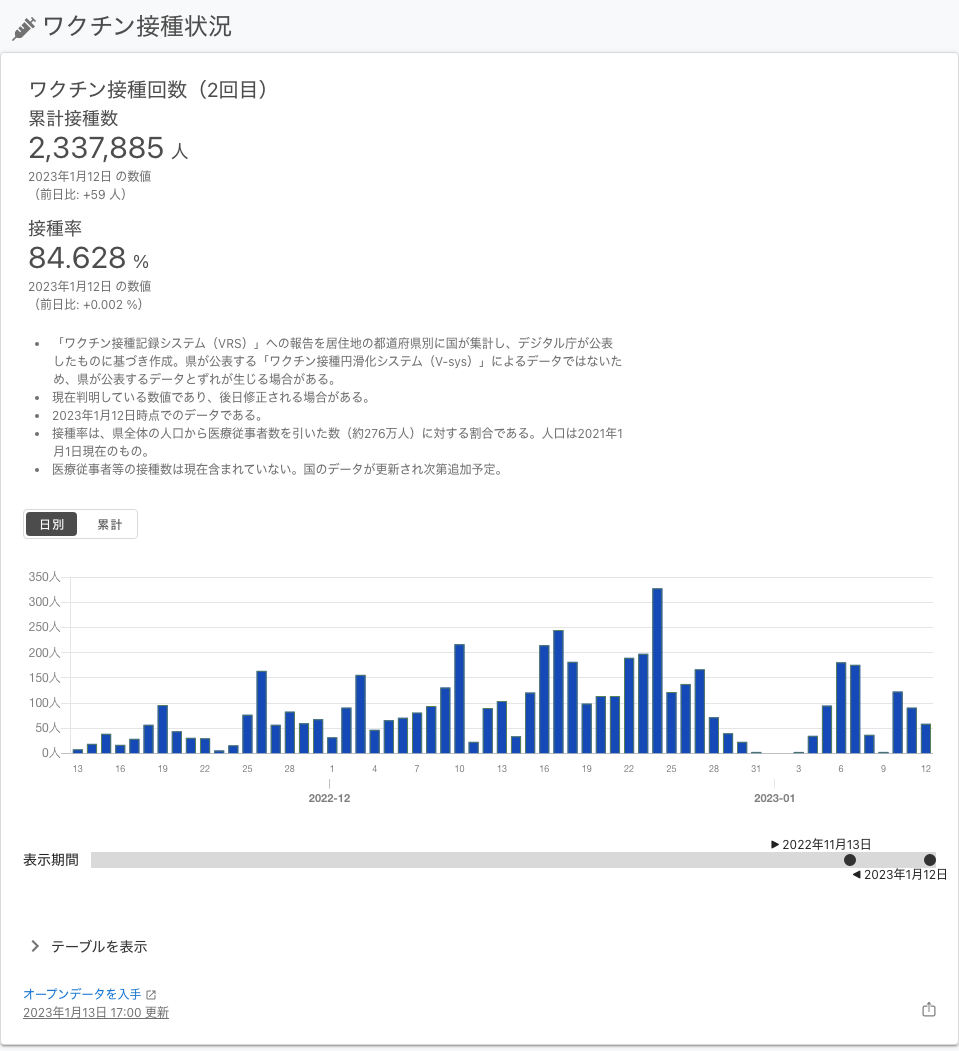 ワクチン接種状況
ワクチン接種回数（2回目）
累計接種数
2,337,885 人
2023年1月12日 の数値
（前日比: +59 人）
接種率
84.628 %
2023年1月12日 の数値
（前日比: +0.002 %）
• 「ワクチン接種記録システム（VRS）」への報告を居住地の都道府県別に国が集計し、デジタル庁が公表
したものに基づき作成。県が公表する「ワクチン接種円滑化システム（V-sys）」によるデータではないた
め、県が公表するデータとずれが生じる場合がある。
• 現在判明している数値であり、後日修正される場合がある。
• 2023年1月12日時点でのデータである。
• 接種率は、県全体の人口から医療従事者数を引いた数（約276万人）に対する割合である。人口は2021年1
月1日現在のもの。
• 医療従事者等の接種数は現在含まれていない。国のデータが更新され次第追加予定。
日別 累計
350人
300人
250人
200人
150人
100人
50人
0人
13 16 19 22 25 28 1 4 7 10 13 16 19 22 25 28 31 3 6 9 12
2022-12 2023-01
▶ 2022年11月13日
表示期間
◀ 2023年1月12日
テーブルを表示
オープンデータを入手
2023年1月13日 17:00 更新